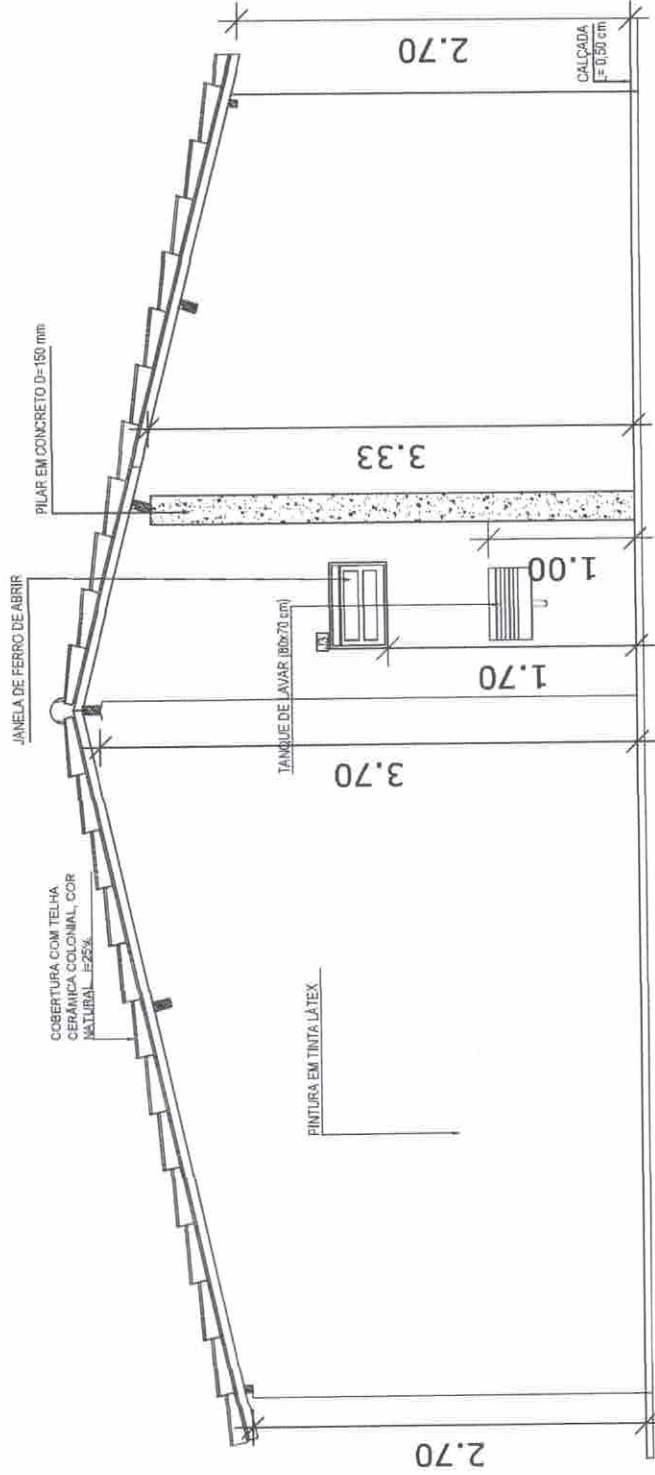 JANELA DE FERRO DE ABRIR
PILAR EM CONCRETO D=150 mm
COBERTURA COM TELHA
CERÂMICA COLONIAL, COR
NATURAL i=25%
TANQUE DE LAVAR (80x70 cm)
PINTURA EM TINTA LÁTEX
CALÇADA
L= 0,50 cm
2.70
3.70
1.70
1.00
3.33
2.70